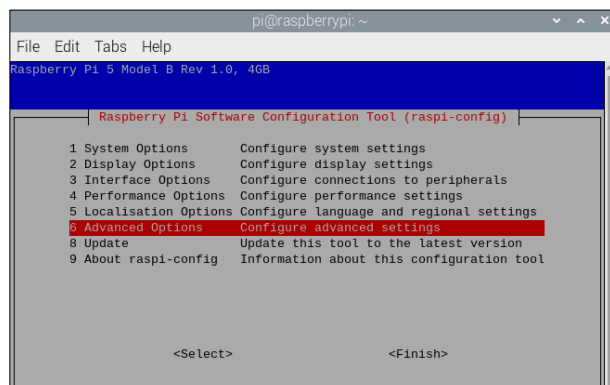 pi@raspberrypi: ~
File Edit Tabs Help
Raspberry Pi 5 Model B Rev 1.0, 4GB
Raspberry Pi Software Configuration Tool (raspi-config)
1 System Options Configure system settings
2 Display Options Configure display settings
3 Interface Options Configure connections to peripherals
4 Performance Options Configure performance settings
5 Localisation Options Configure language and regional settings
6 Advanced Options Configure advanced settings
8 Update Update this tool to the latest version
9 About raspi-config Information about this configuration tool
<Select> <Finish>